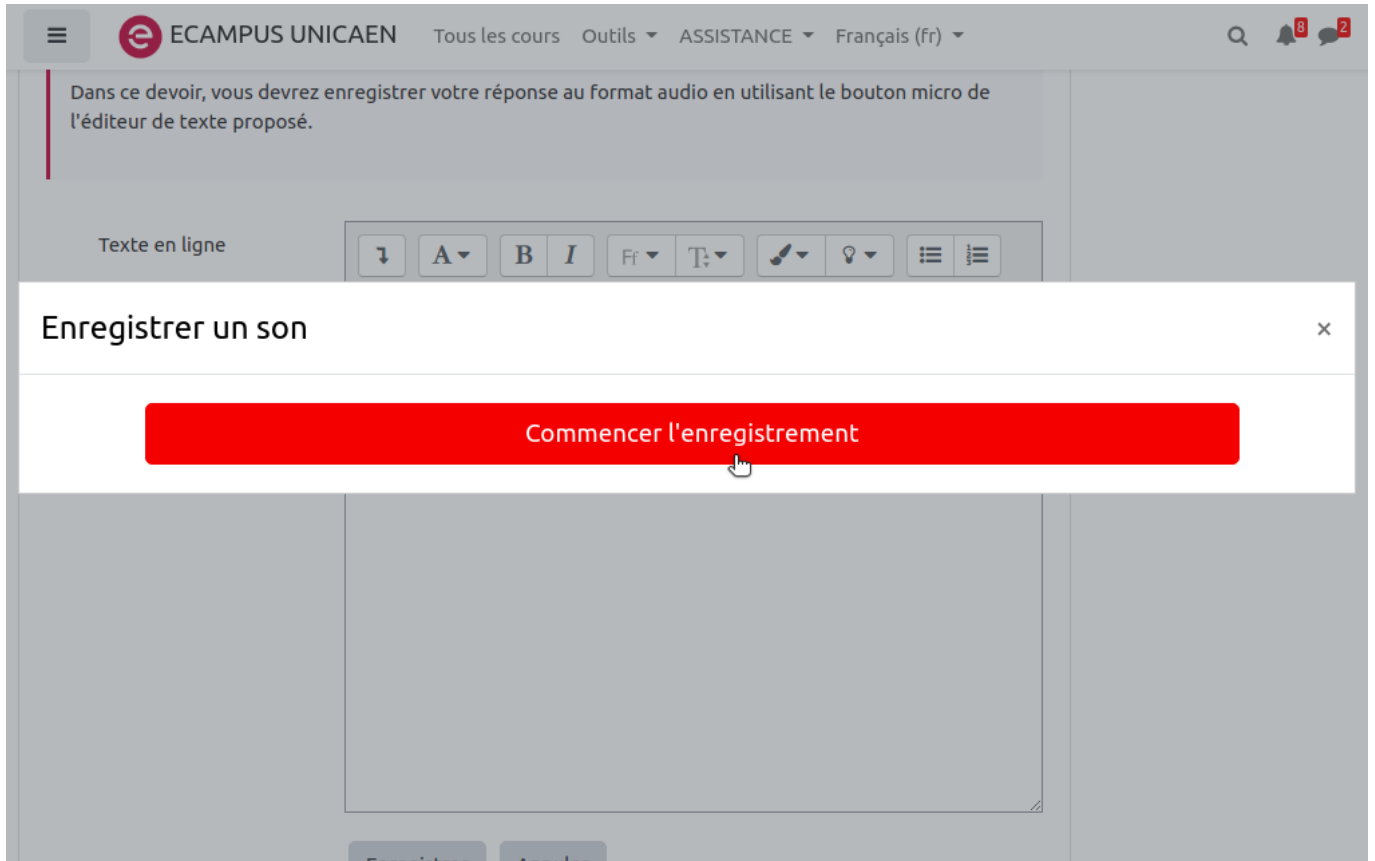 ECAMPUS UNICAEN Tous les cours Outils ASSISTANCE Français (fr) 8 2
Dans ce devoir, vous devrez enregistrer votre réponse au format audio en utilisant le bouton micro de
l'éditeur de texte proposé.
Texte en ligne
A B I Ff T
Enregistrer un son ×
Commencer l'enregistrement
Enregistrer Annuler